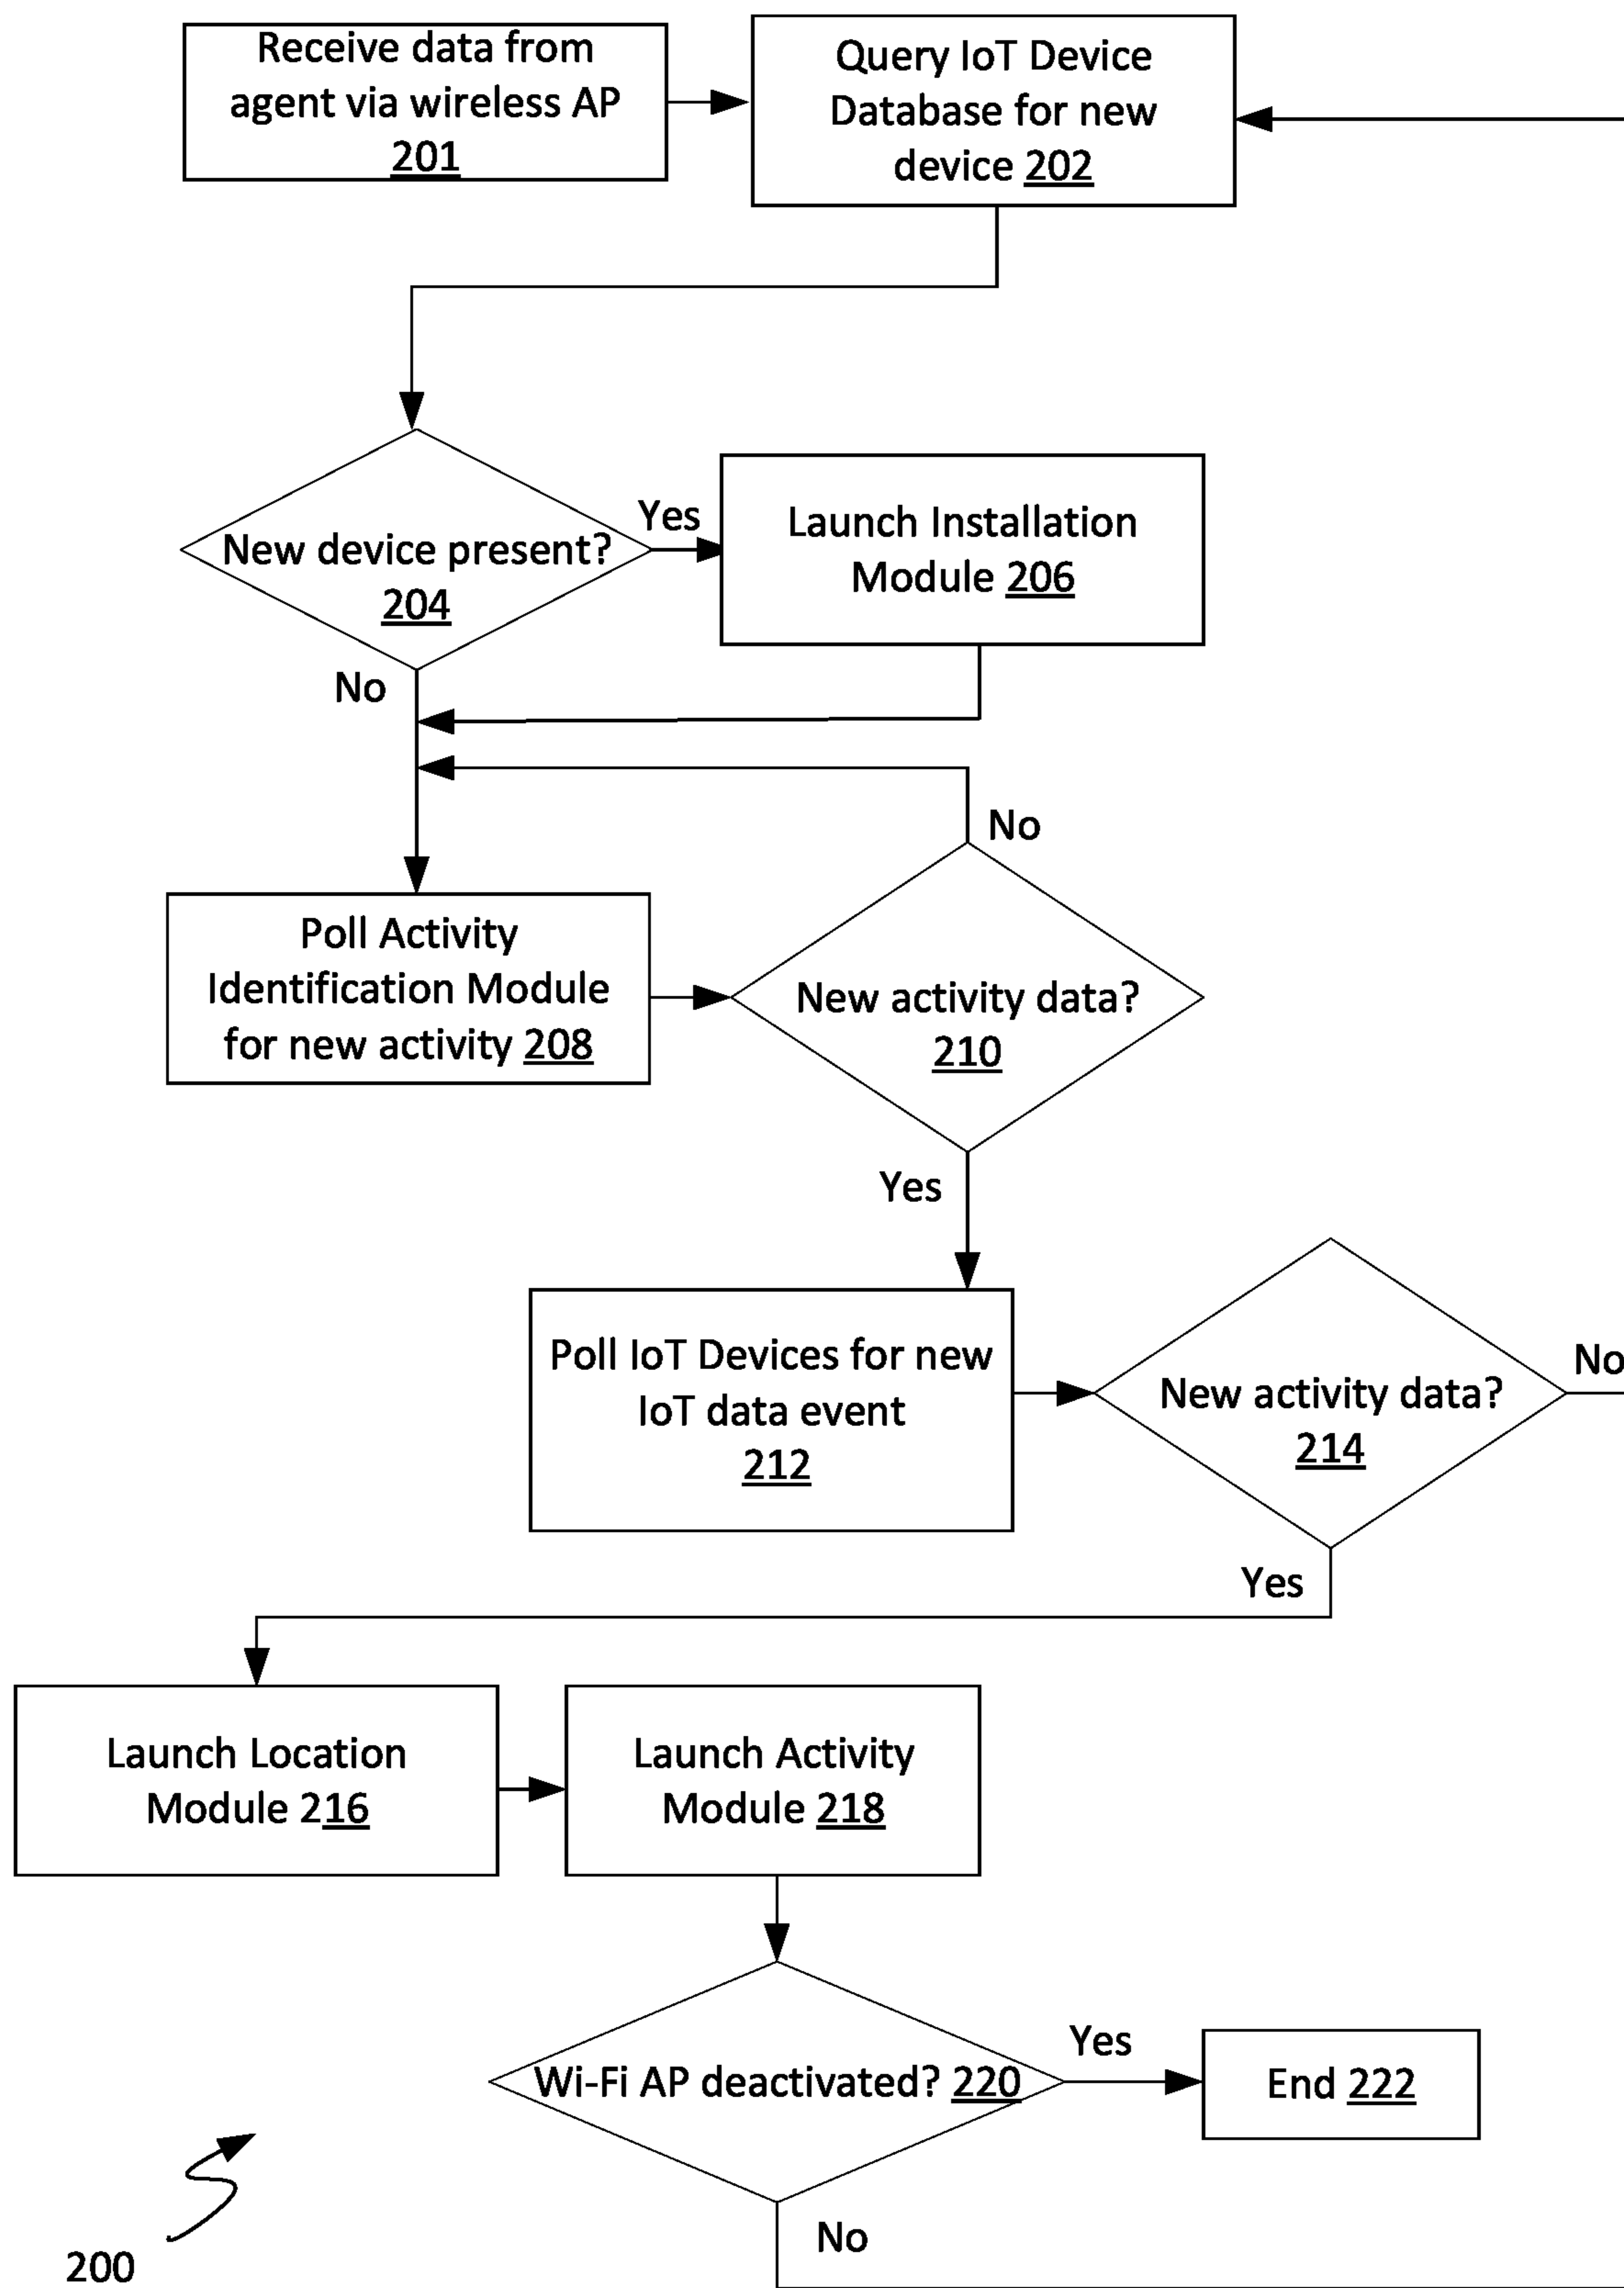 Receive data from
agent via wireless AP
201
Query IoT Device
Database for new
device 202
New device present?
204
Yes
No
Launch Installation
Module 206
Poll Activity
Identification Module
for new activity 208
New activity data?
210
No
Yes
Poll IoT Devices for new
IoT data event
212
New activity data?
214
No
Yes
Launch Location
Module 216
Launch Activity
Module 218
Wi-Fi AP deactivated? 220
Yes
End 222
No
200